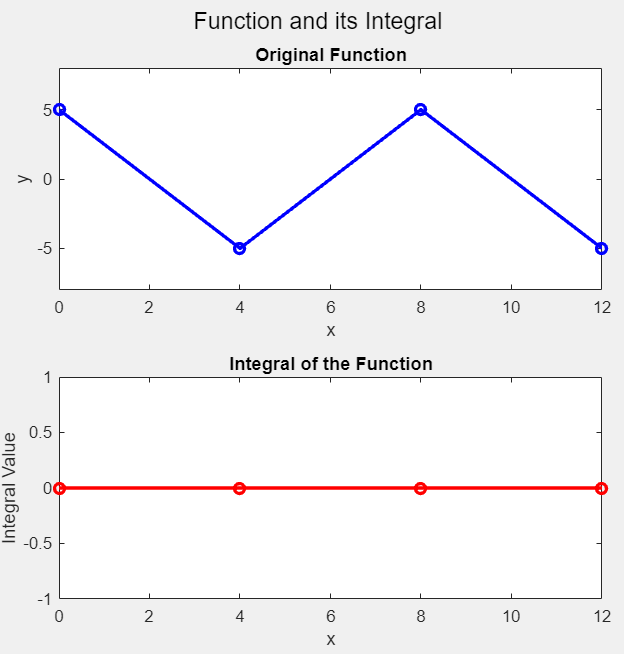 Function and its Integral
Original Function
5
0
-5
y
0 2 4 6 8 10 12
x
Integral of the Function
1
0.5
0
-0.5
-1
Integral Value
0 2 4 6 8 10 12
x